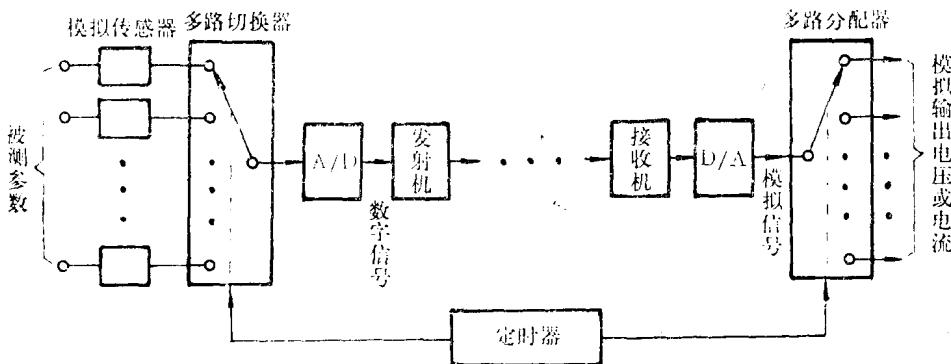 模拟传感器
多路切换器
多路分配器
被测参数
A/D
发射机
数字信号
接收机
D/A
模拟信号
模拟输出电压或电流
定时器